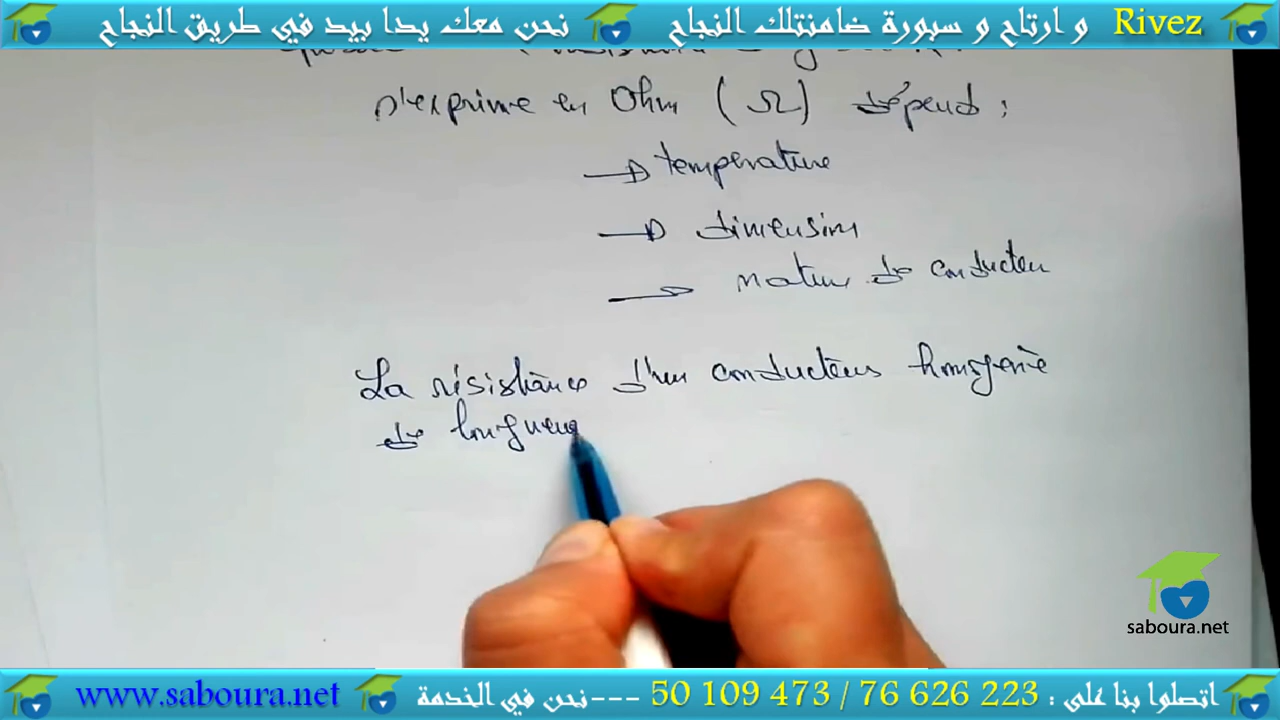 Rivez و ارتاح و سبورة ضامنتلك النجاح نحن معك يدا بيد في طريق النجاح
s'exprime en Ohm (Ω) dépend :
→ température
→ dimension
→ nature de conducteur
La résistance d'un conducteur homogène
de longueur
saboura.net
www.saboura.net اتصلوا بنا على : 50 109 473 / 76 626 223 ---نحن في الخدمة